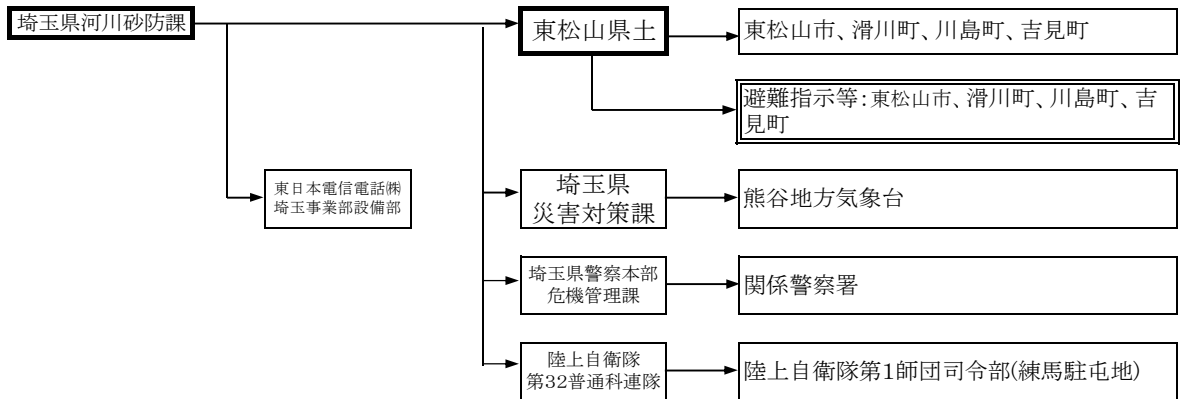 埼玉県河川砂防課
東松山県土
東松山市、滑川町、川島町、吉見町
避難指示等:東松山市、滑川町、川島町、吉
見町
東日本電信電話㈱
埼玉事業部設備部
埼玉県
災害対策課
熊谷地方気象台
埼玉県警察本部
危機管理課
関係警察署
陸上自衛隊
第32普通科連隊
陸上自衛隊第1師団司令部(練馬駐屯地)